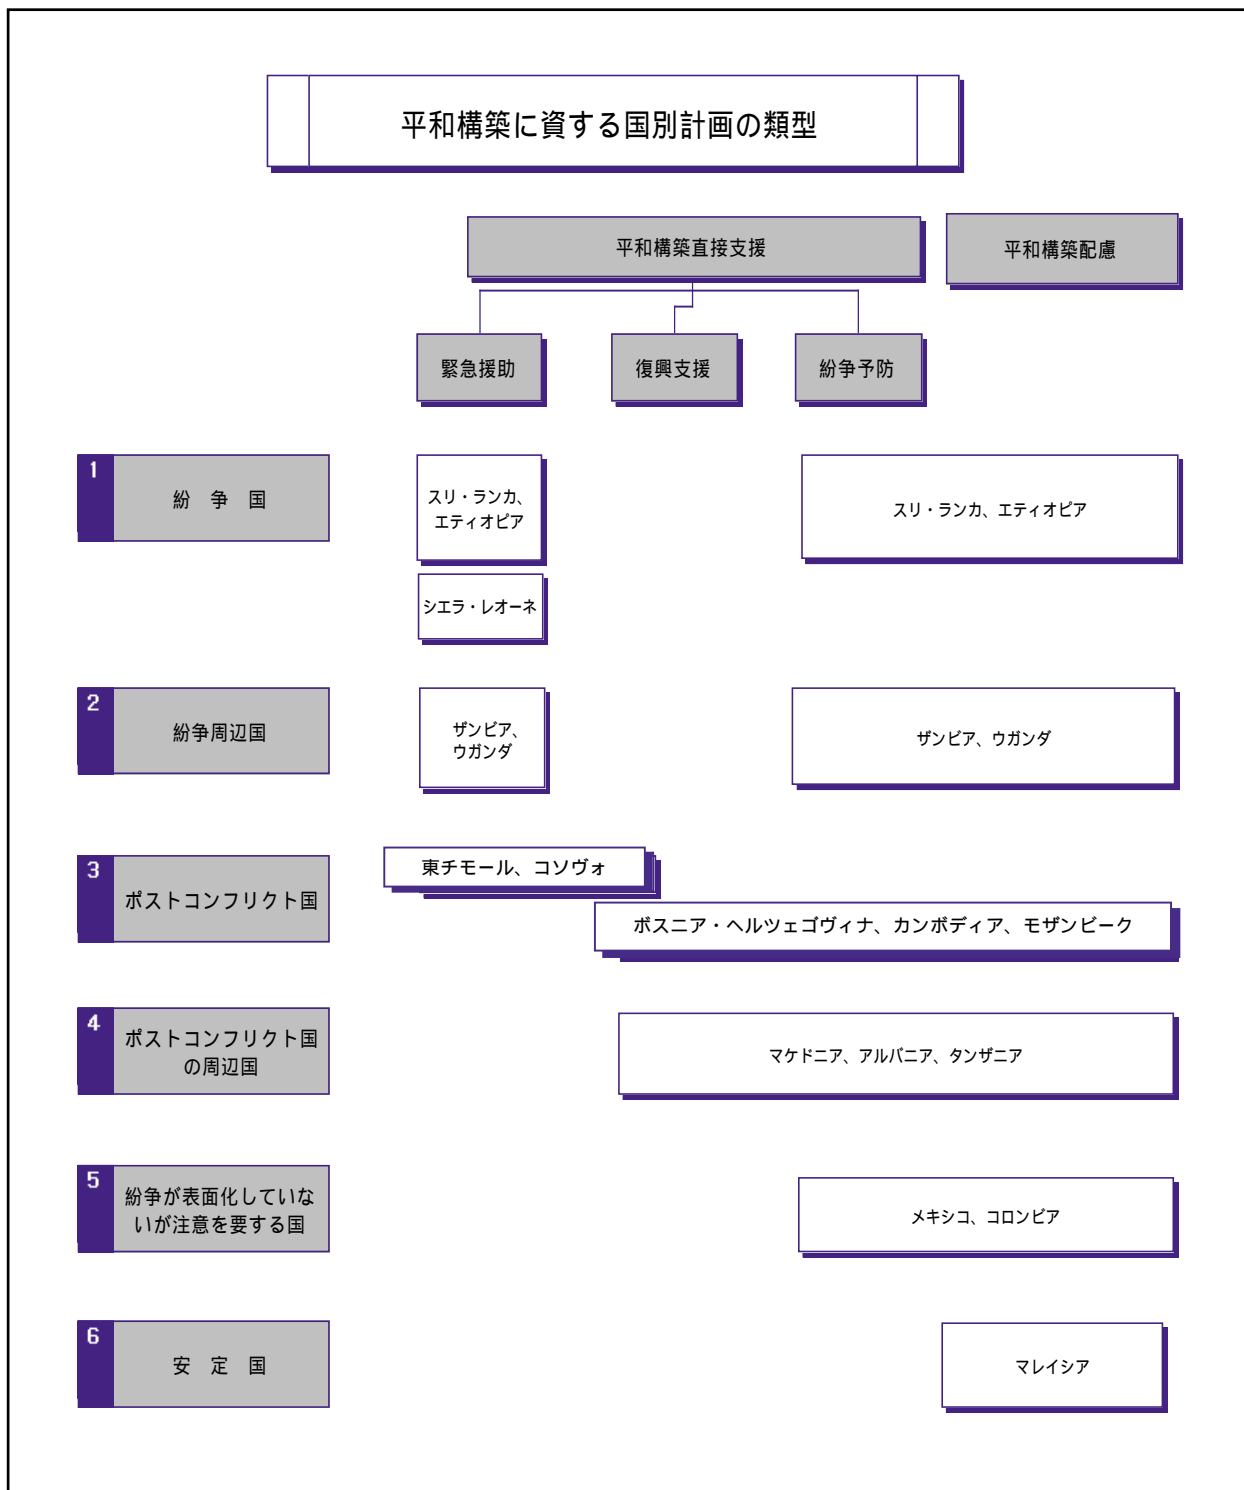 平和構築に資する国別計画の類型
平和構築直接支援
平和構築配慮
緊急援助
復興支援
紛争予防
1
紛 争 国
スリ・ランカ、
エティオピア
スリ・ランカ、エティオピア
シエラ・レオーネ
2
紛争周辺国
ザンビア、
ウガンダ
ザンビア、ウガンダ
3
ポストコンフリクト国
東チモール、コソヴォ
ボスニア・ヘルツェゴヴィナ、カンボディア、モザンビーク
4
ポストコンフリクト国
の周辺国
マケドニア、アルバニア、タンザニア
5
紛争が表面化していな
いが注意を要する国
メキシコ、コロンビア
6
安 定 国
マレイシア